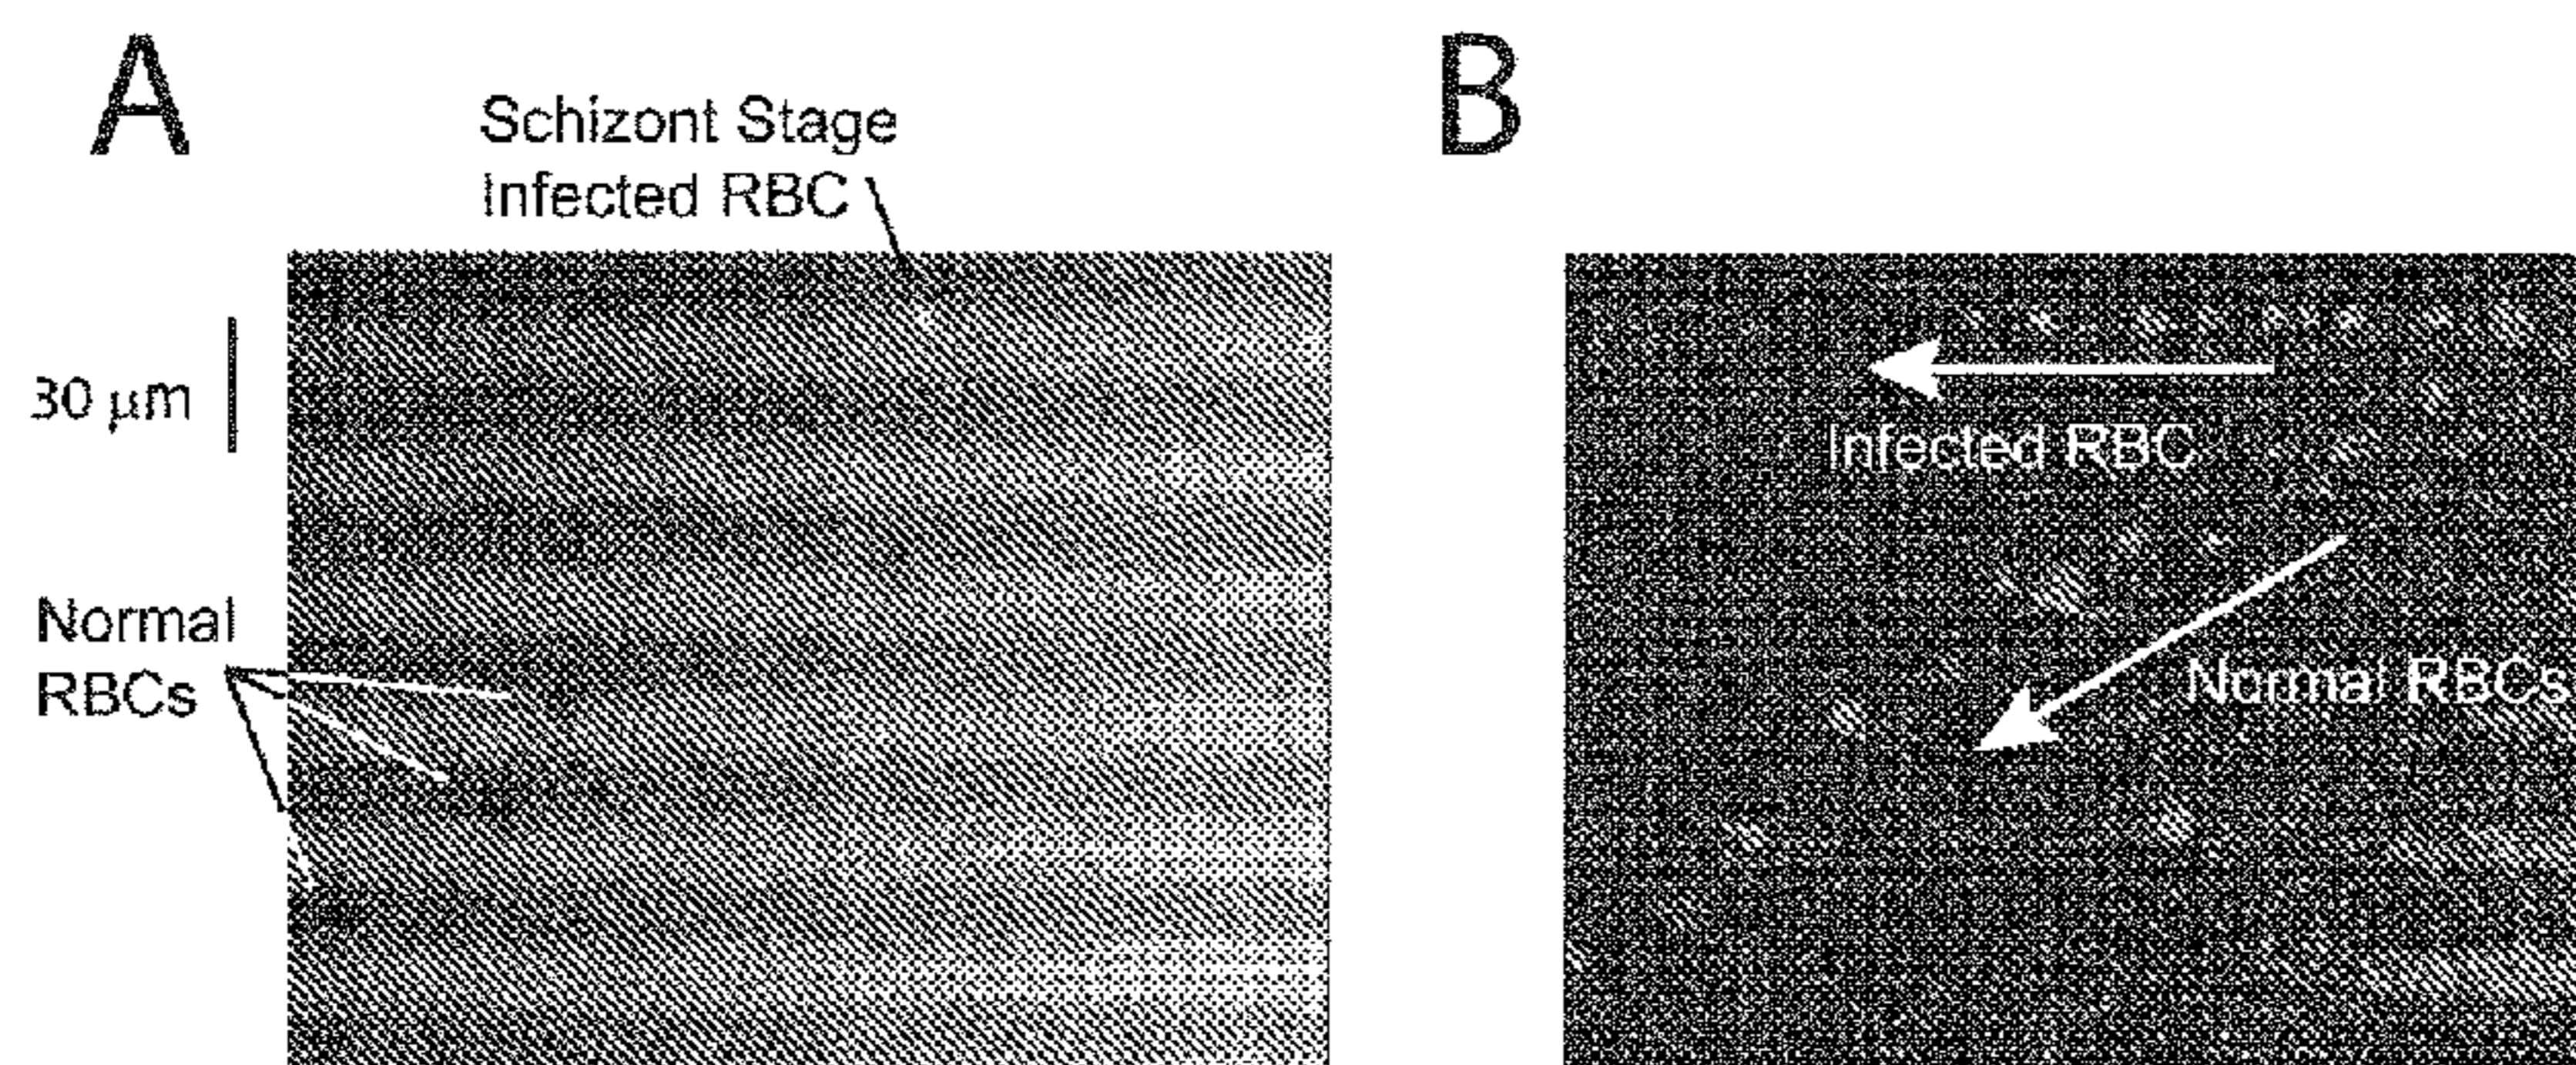 A
Schizont Stage
Infected RBC
30 μm
Normal
RBCs
B
Infected RBC
Normal RBCs